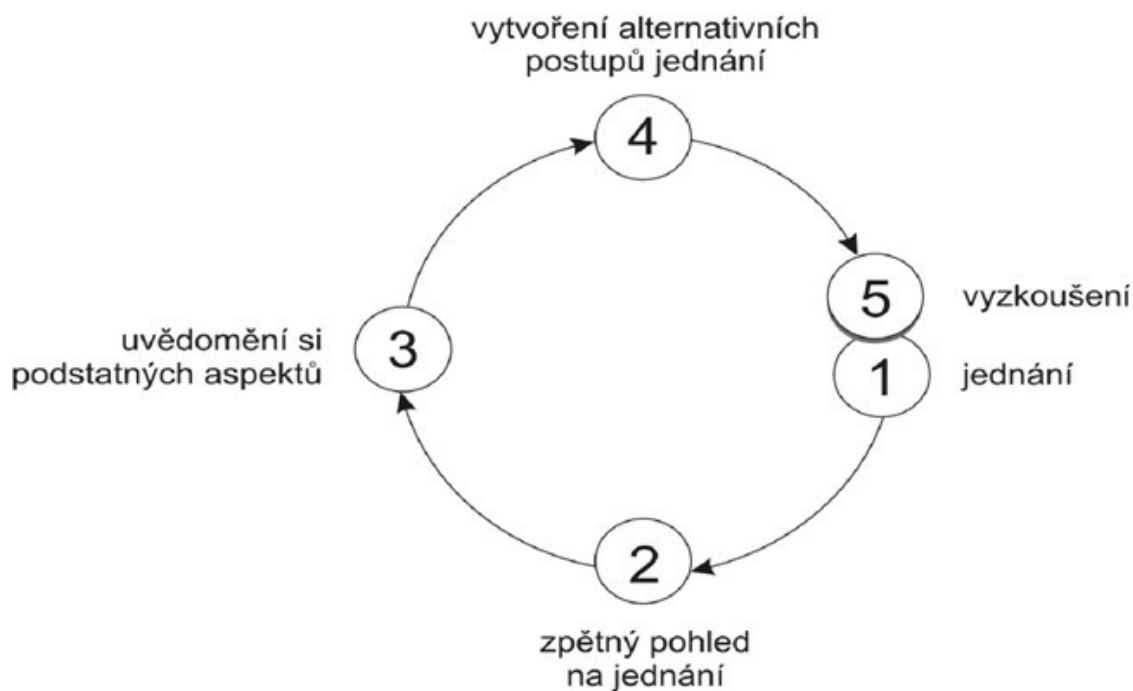 vytvoření alternativních
postupů jednání
4
5
vyzkoušení
1
jednání
3
uvědomění si
podstatných aspektů
2
zpětný pohled
na jednání